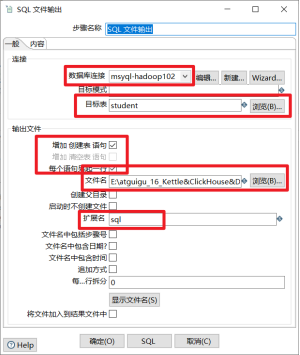 SQL 文件输出
步骤名称 SQL 文件输出
一般 内容
连接
数据库连接 msyql-hadoop102 编辑... 新建... Wizard...
目标模式
目标表 student 浏览(B)...
输出文件
增加 创建表 语句
增加 清空表 语句
每个语句另起一行
文件名 E:\atguigu_16_Kettle&ClickHouse&D 浏览(B)...
创建父目录
启动时不创建文件
扩展名 sql
文件名中包括步骤号
文件名中包含日期?
文件名中包含时间
追加方式
每...行拆分 0
显示文件名(S)
将文件加入到结果文件中
Help 确定(O) SQL 取消(C)